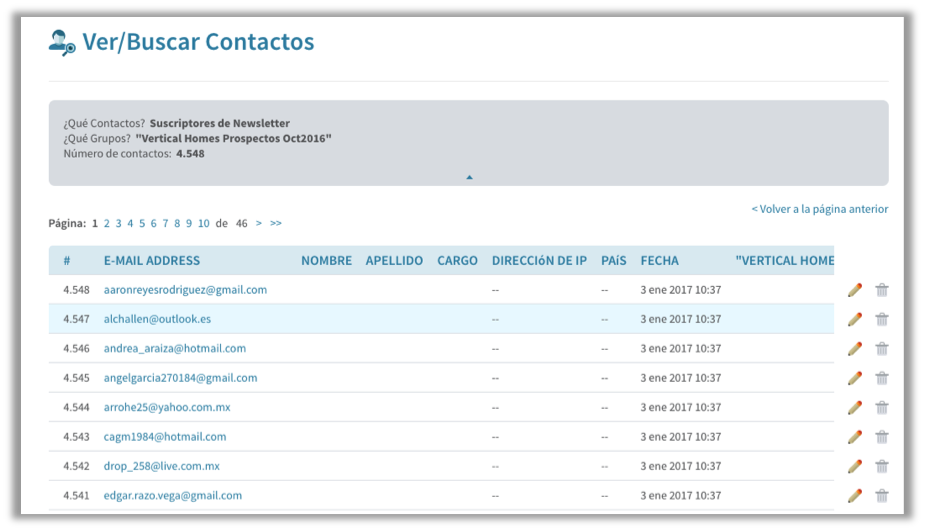 Ver/Buscar Contactos
¿Qué Contactos? Suscriptores de Newsletter
¿Qué Grupos? "Vertical Homes Prospectos Oct2016"
Número de contactos: 4.548
< Volver a la página anterior
Página: 1 2 3 4 5 6 7 8 9 10 de 46 > >>
# E-MAIL ADDRESS NOMBRE APELLIDO CARGO DIRECCIóN DE IP PAíS FECHA "VERTICAL HOME
4.548 aaronreyesrodriguez@gmail.com -- -- 3 ene 2017 10:37
4.547 alchallen@outlook.es -- -- 3 ene 2017 10:37
4.546 andrea_araiza@hotmail.com -- -- 3 ene 2017 10:37
4.545 angelgarcia270184@gmail.com -- -- 3 ene 2017 10:37
4.544 arrohe25@yahoo.com.mx -- -- 3 ene 2017 10:37
4.543 cagm1984@hotmail.com -- -- 3 ene 2017 10:37
4.542 drop_258@live.com.mx -- -- 3 ene 2017 10:37
4.541 edgar.razo.vega@gmail.com -- -- 3 ene 2017 10:37